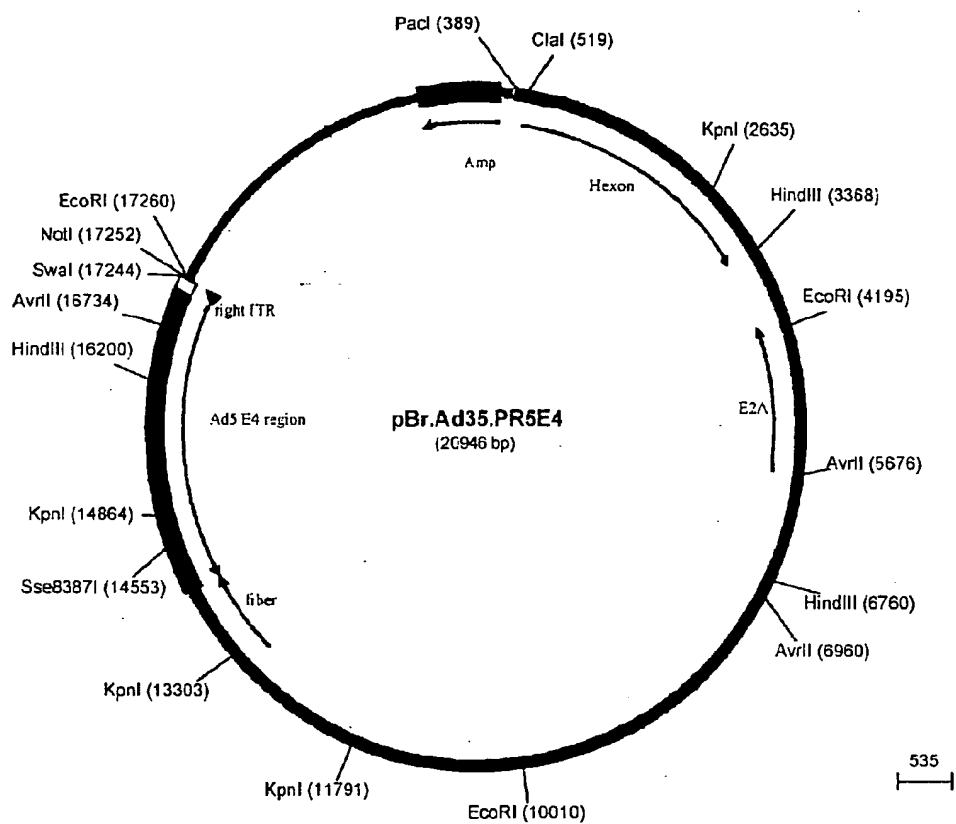 PacI (389)
ClaI (519)
KpnI (2635)
HindIII (3368)
EcoRI (4195)
AvrII (5676)
HindIII (6760)
AvrII (6960)
EcoRI (10010)
KpnI (11791)
KpnI (13303)
Sse8387I (14553)
KpnI (14864)
HindIII (16200)
AvrII (16734)
SwaI (17244)
NotI (17252)
EcoRI (17260)
Amp
Hexon
E2A
fiber
Ad5 E4 region
right ITR
pBr.Ad35.PR5E4
(20946 bp)
535